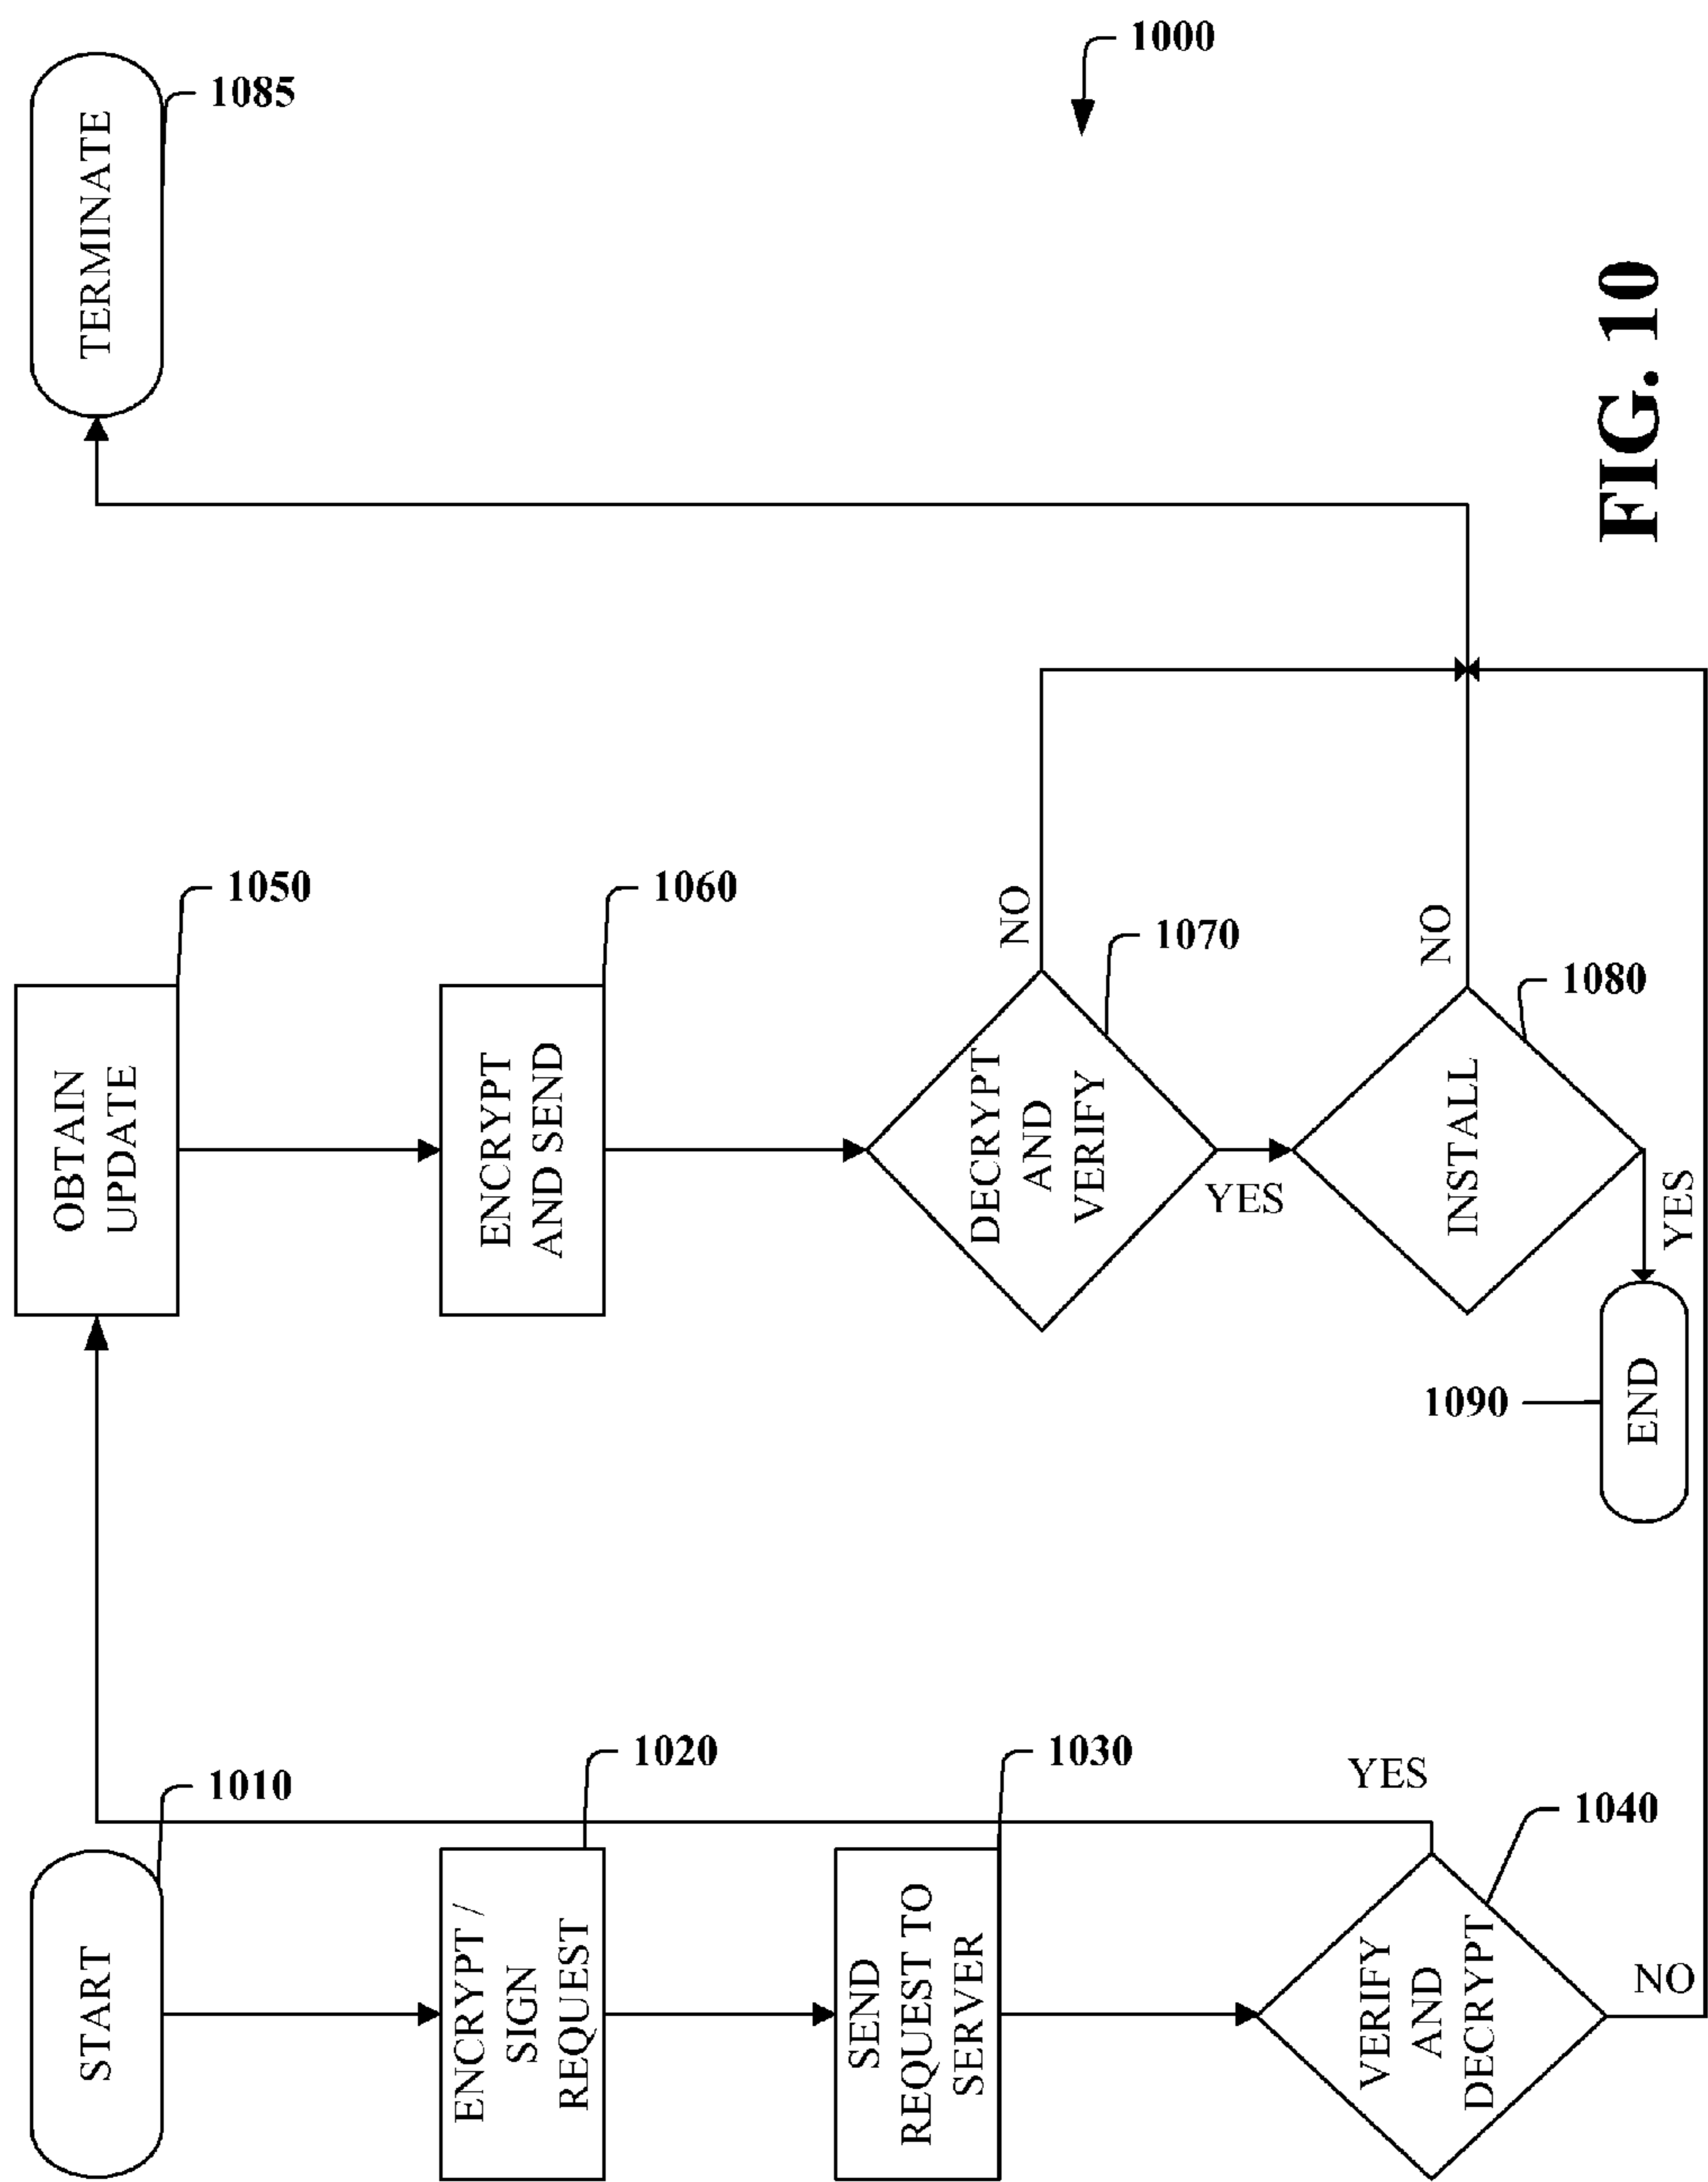 START
1010
ENCRYPT /
SIGN
REQUEST
1020
SEND
REQUEST TO
SERVER
1030
VERIFY
AND
DECRYPT
1040
YES
NO
OBTAIN
UPDATE
1050
ENCRYPT
AND SEND
1060
DECRYPT
AND
VERIFY
1070
NO
YES
INSTALL
1080
NO
YES
END
1090
TERMINATE
1085
1000
FIG. 10